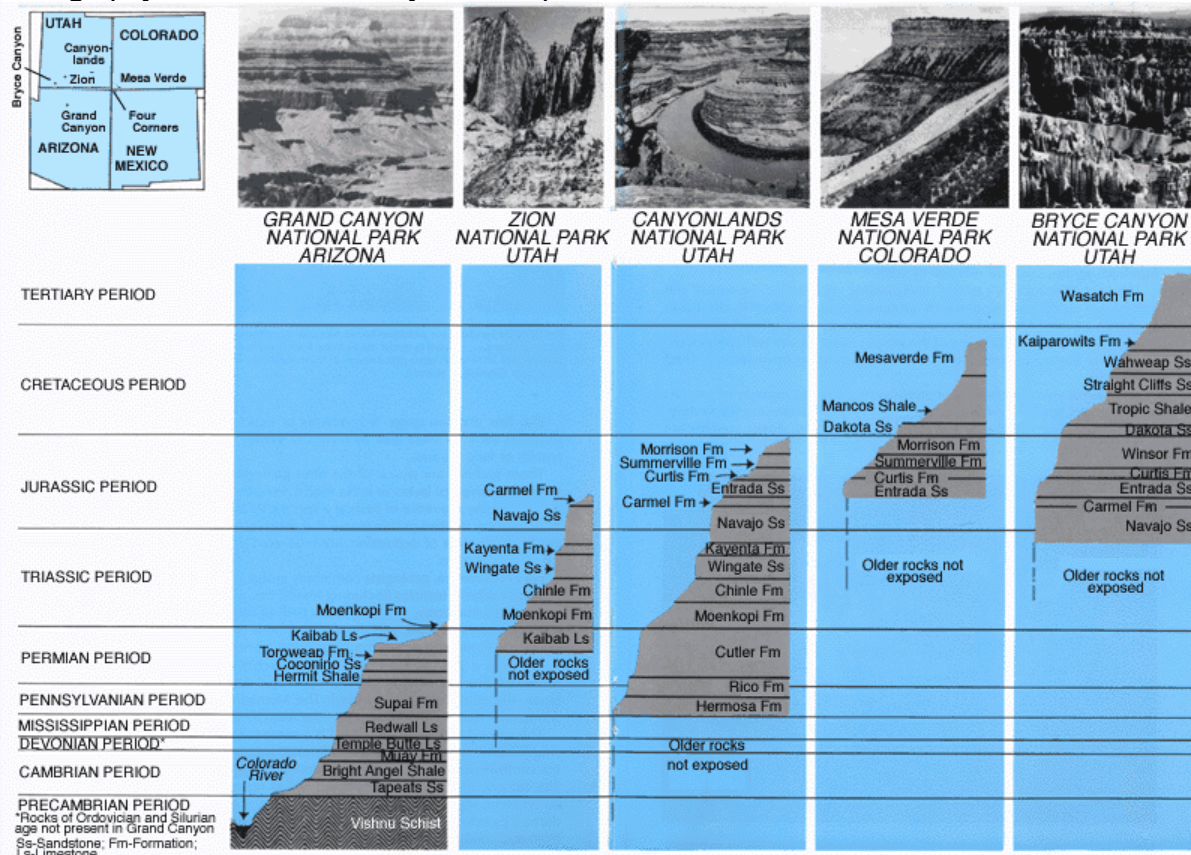 UTAH
COLORADO
Canyon-
lands
Bryce Canyon
Zion
Mesa Verde
Grand
Canyon
Four
Corners
ARIZONA
NEW
MEXICO
GRAND CANYON
NATIONAL PARK
ARIZONA
ZION
NATIONAL PARK
UTAH
CANYONLANDS
NATIONAL PARK
UTAH
MESA VERDE
NATIONAL PARK
COLORADO
BRYCE CANYON
NATIONAL PARK
UTAH
TERTIARY PERIOD
CRETACEOUS PERIOD
JURASSIC PERIOD
TRIASSIC PERIOD
PERMIAN PERIOD
PENNSYLVANIAN PERIOD
MISSISSIPPIAN PERIOD
DEVONIAN PERIOD*
CAMBRIAN PERIOD
PRECAMBRIAN PERIOD
*Rocks of Ordovician and Silurian
age not present in Grand Canyon
Ss-Sandstone; Fm-Formation;
Ls-Limestone
Moenkopi Fm
Kaibab Ls
Toroweap Fm
Coconino Ss
Hermit Shale
Supai Fm
Redwall Ls
Temple Butte Ls
Muav Fm
Bright Angel Shale
Tapeats Ss
Colorado
River
Vishnu Schist
Carmel Fm
Navajo Ss
Kayenta Fm
Wingate Ss
Chinle Fm
Moenkopi Fm
Kaibab Ls
Older rocks
not exposed
Morrison Fm
Summerville Fm
Curtis Fm
Entrada Ss
Carmel Fm
Navajo Ss
Kayenta Fm
Wingate Ss
Chinle Fm
Moenkopi Fm
Cutler Fm
Rico Fm
Hermosa Fm
Older rocks
not exposed
Mesaverde Fm
Mancos Shale
Dakota Ss
Morrison Fm
Summerville Fm
Curtis Fm
Entrada Ss
Older rocks not
exposed
Wasatch Fm
Kaiparowits Fm
Wahweap Ss
Straight Cliffs Ss
Tropic Shale
Dakota Ss
Winsor Fm
Curtis Fm
Entrada Ss
Carmel Fm
Navajo Ss
Older rocks not
exposed